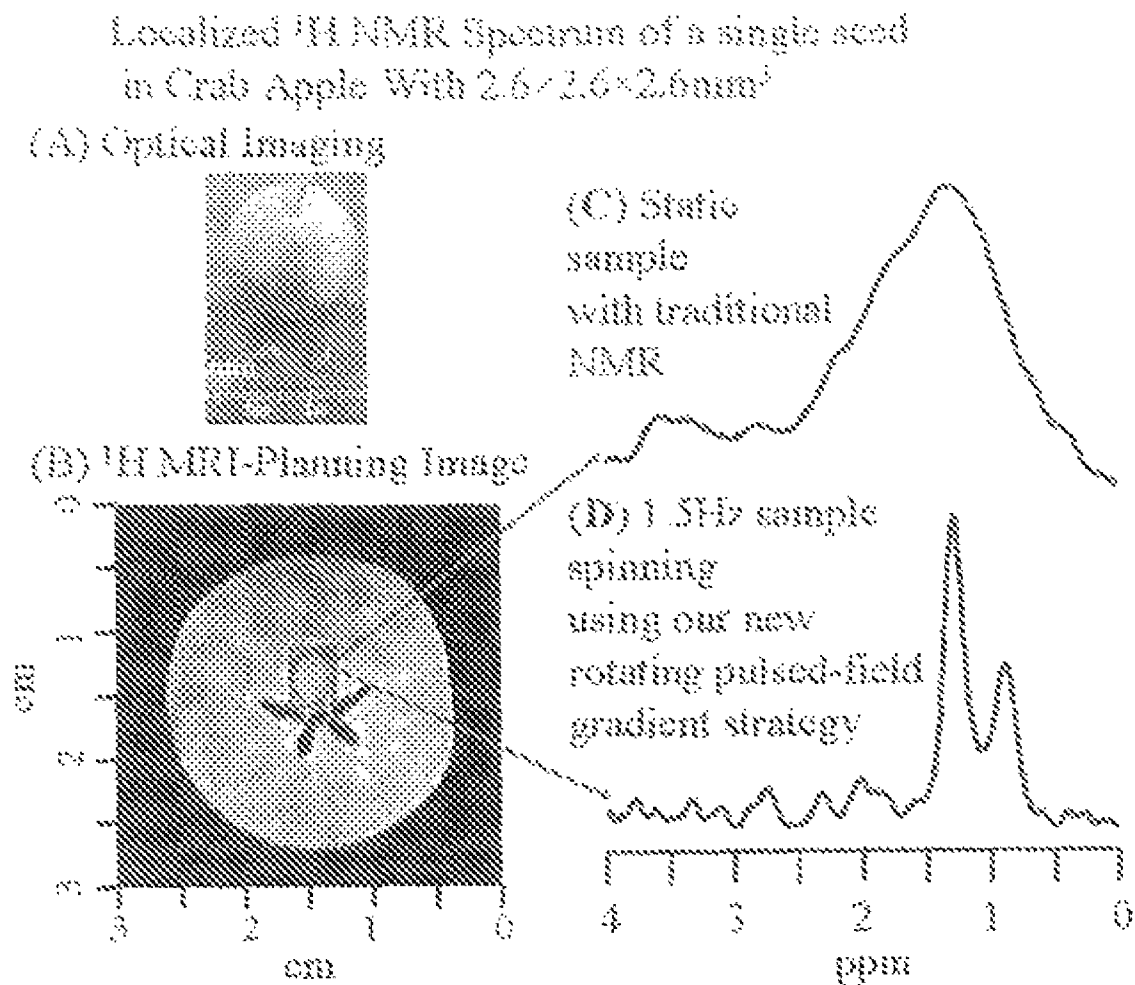 Localized ¹H NMR Spectrum of a single seed
in Crab Apple With 2.6×2.6×2.6mm³
(A) Optical Imaging
(C) Static
sample
with traditional
NMR
(B) ¹H MRI-Planning Image
(D) 1.5Hz sample
spinning
using our new
rotating pulsed-field
gradient strategy
0
1
2
3
cm
3 2 1 0
cm
4 3 2 1 0
ppm